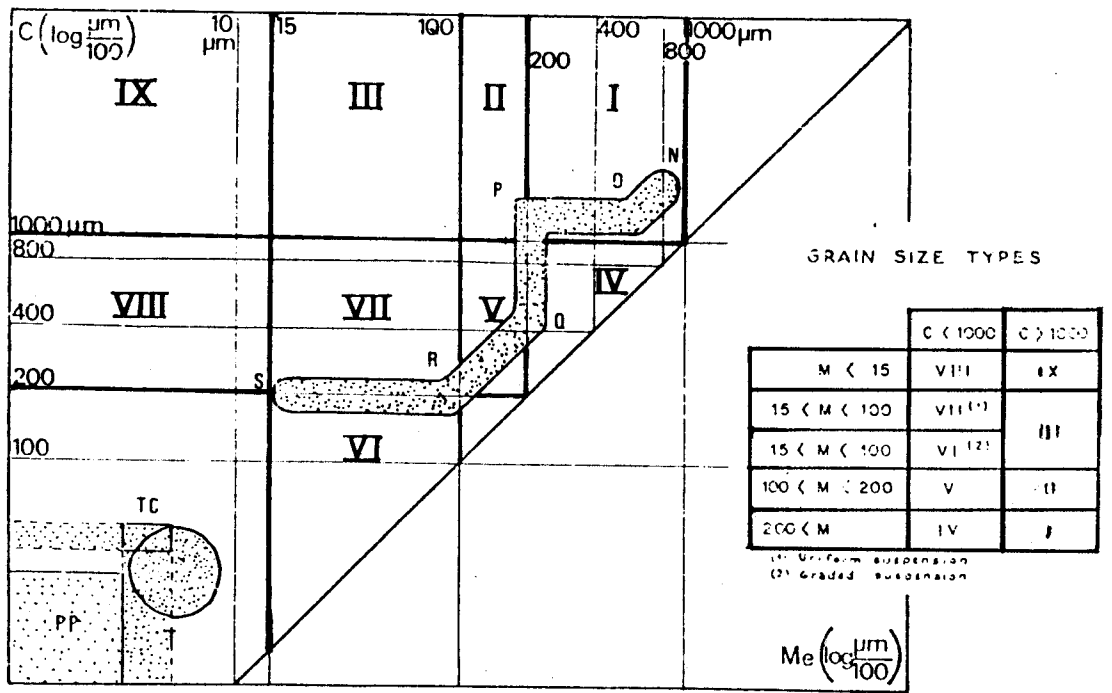 C (log μm/100)
10 μm
15
100
200
400
800
1000μm
IX
III
II
I
N
O
P
1000μm
800
VIII
VII
V
IV
400
Q
R
200
S
VI
100
TC
T
PP
Me (log μm/100)
GRAIN SIZE TYPES
C < 1000 C > 1000
M < 15 VIII IX
15 < M < 100 VII (1) III
15 < M < 100 VI (2)
100 < M < 200 V II
200 < M IV I
(1) Uniform suspension
(2) Graded suspension